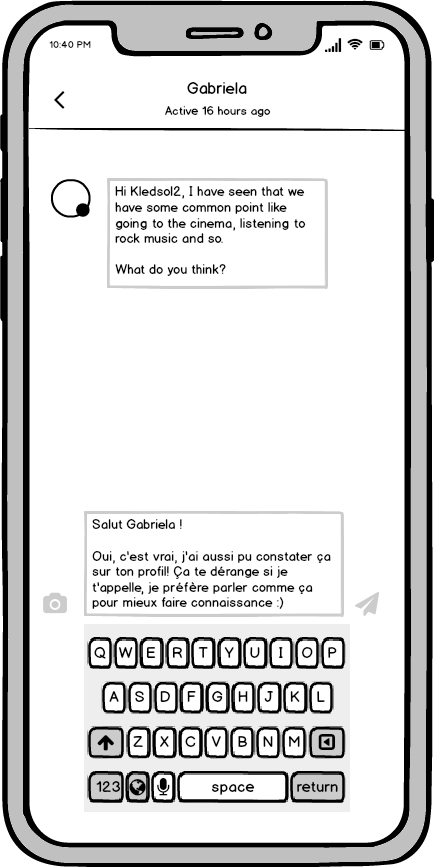 10:40 PM
Gabriela
Active 16 hours ago
Hi Kledsol2, I have seen that we
have some common point like
going to the cinema, listening to
rock music and so.
What do you think?
Salut Gabriela !
Oui, c'est vrai, j'ai aussi pu constater ça
sur ton profil! Ça te dérange si je
t'appelle, je préfère parler comme ça
pour mieux faire connaissance :)
Q W E R T Y U I O P
A S D F G H J K L
Z X C V B N M
123 space return